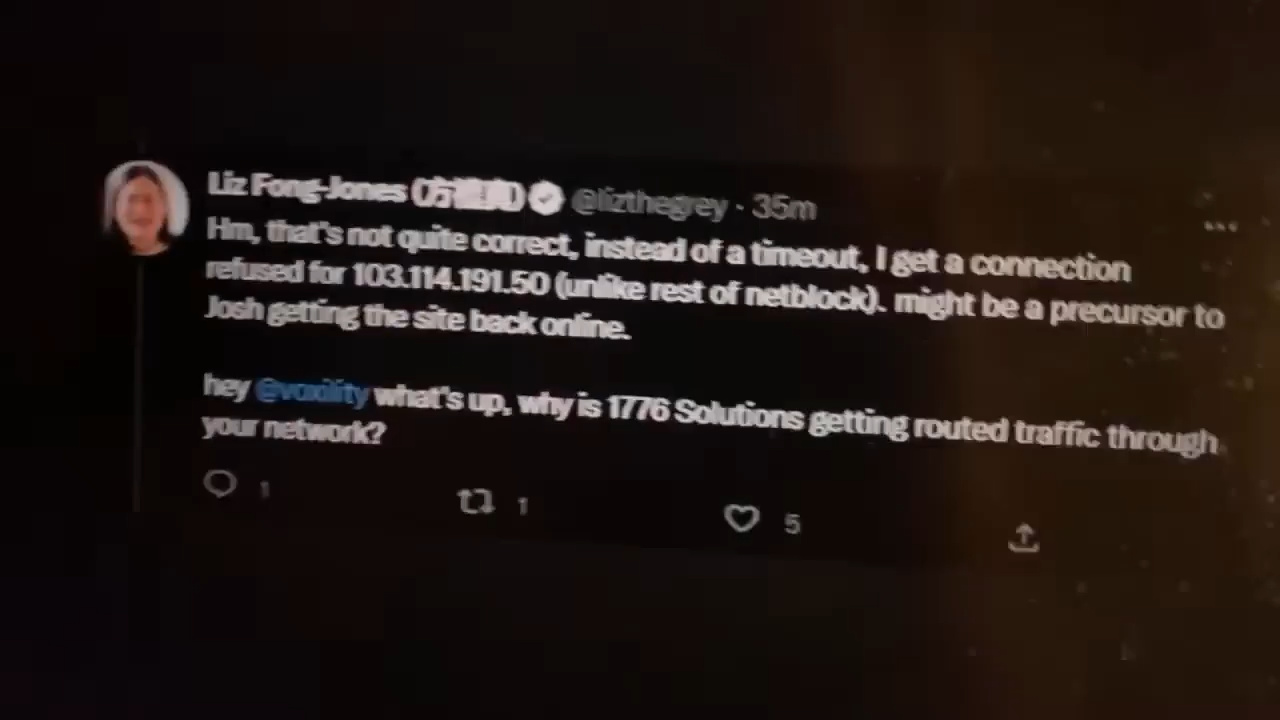 Liz Fong-Jones @lizthegrey · 35m
Hm, that's not quite correct, instead of a timeout, I get a connection
refused for 103.114.191.50 (unlike rest of netblock). might be a precursor to
Josh getting the site back online.
hey @voxility what's up, why is 1776 Solutions getting routed traffic through
your network?
1 1 5